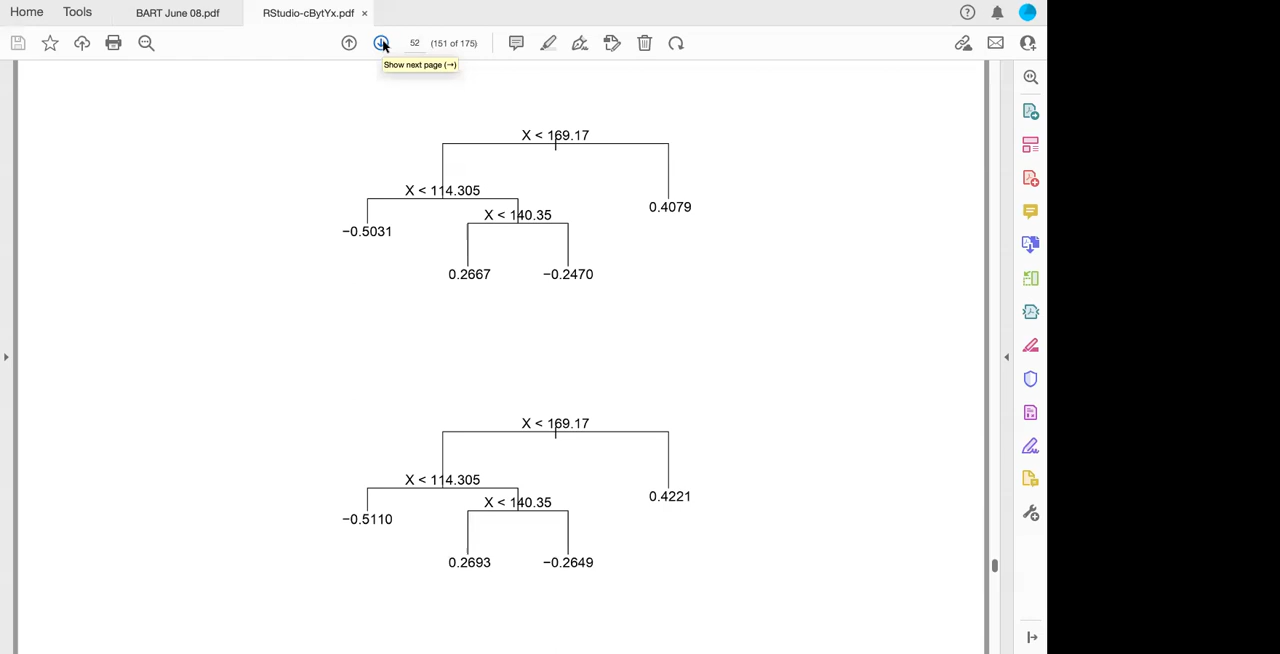 Home Tools BART June 08.pdf RStudio-cBytYx.pdf ×
52 (151 of 175)
Show next page (→)
X < 169.17
X < 114.305
X < 140.35
0.4079
−0.5031
0.2667 −0.2470
X < 169.17
X < 114.305
X < 140.35
0.4221
−0.5110
0.2693 −0.2649